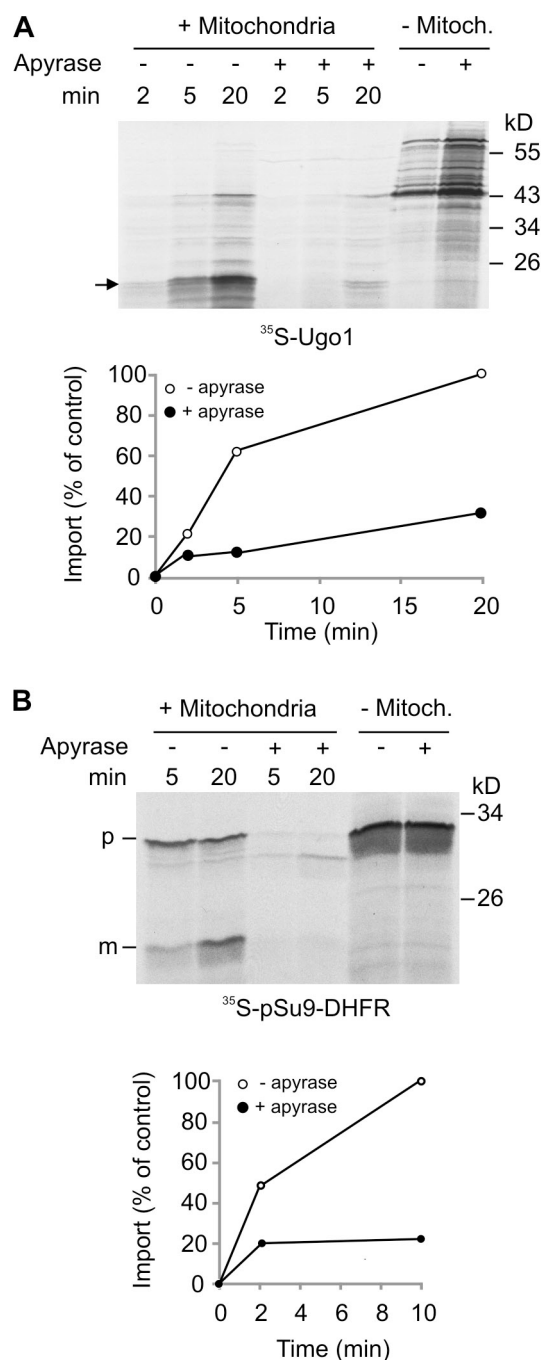 A
+ Mitochondria - Mitoch.
Apyrase - - - + + + - +
min 2 5 20 2 5 20
kD
55
43
34
26
³⁵S-Ugo1
Import (% of control)
100
80
60
40
20
0
- apyrase
+ apyrase
0 5 10 15 20
Time (min)
B
+ Mitochondria - Mitoch.
Apyrase - - + + - +
min 5 20 5 20
kD
34
p
26
m
³⁵S-pSu9-DHFR
Import (% of control)
100
80
60
40
20
0
- apyrase
+ apyrase
0 2 4 6 8 10
Time (min)